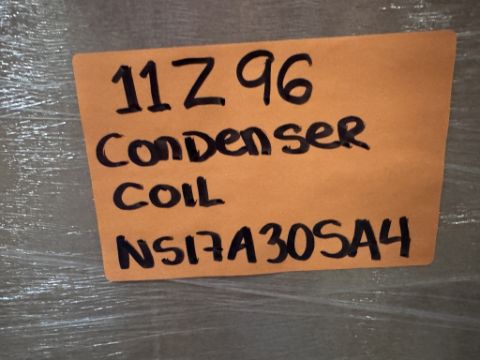 11Z96
CONDENSER
COIL
NS17A30SA4